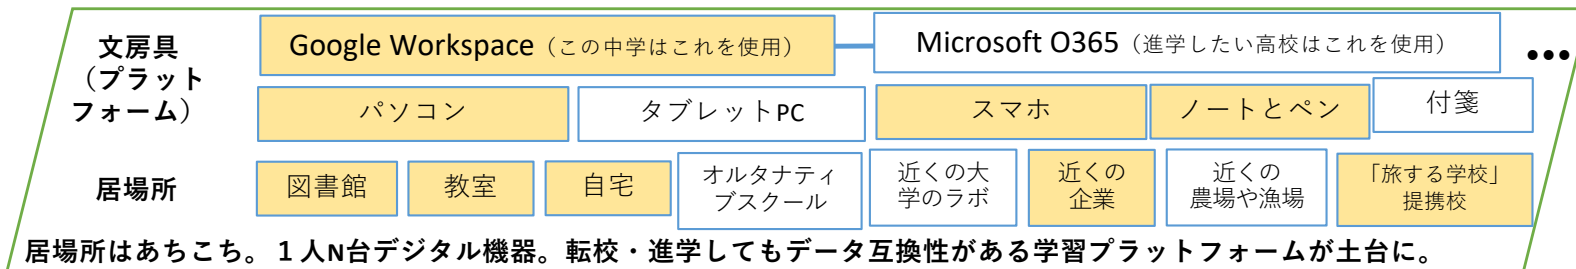 文房具
（プラット
フォーム）
Google Workspace（この中学はこれを使用）
Microsoft O365（進学したい高校はこれを使用）
•••
パソコン
タブレットPC
スマホ
ノートとペン
付箋
居場所
図書館
教室
自宅
オルタナティ
ブスクール
近くの大
学のラボ
近くの
企業
近くの
農場や漁場
「旅する学校」
提携校
居場所はあちこち。１人N台デジタル機器。転校・進学してもデータ互換性がある学習プラットフォームが土台に。